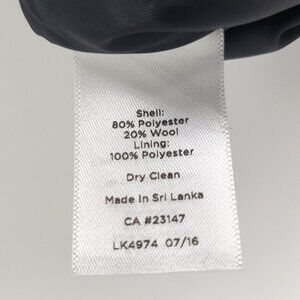 Shell:
80% Polyester
20% Wool
Lining:
100% Polyester
Dry Clean
Made in Sri Lanka
CA #23147
LK4974 07/16